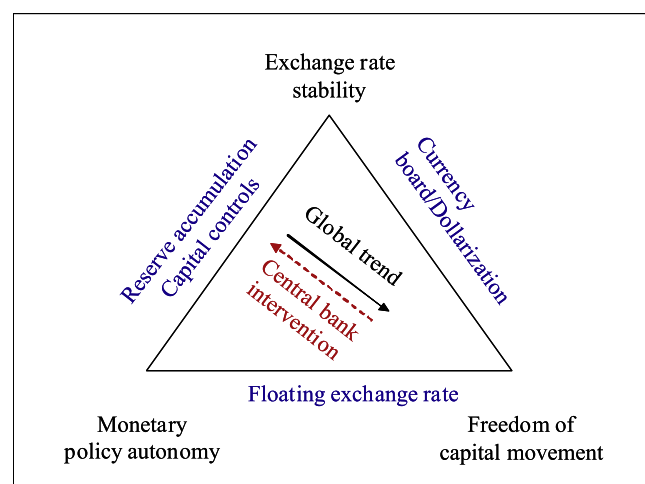 Exchange rate
stability
Reserve accumulation
Capital controls
Currency
board/Dollarization
Global trend
Central bank
intervention
Floating exchange rate
Monetary
policy autonomy
Freedom of
capital movement